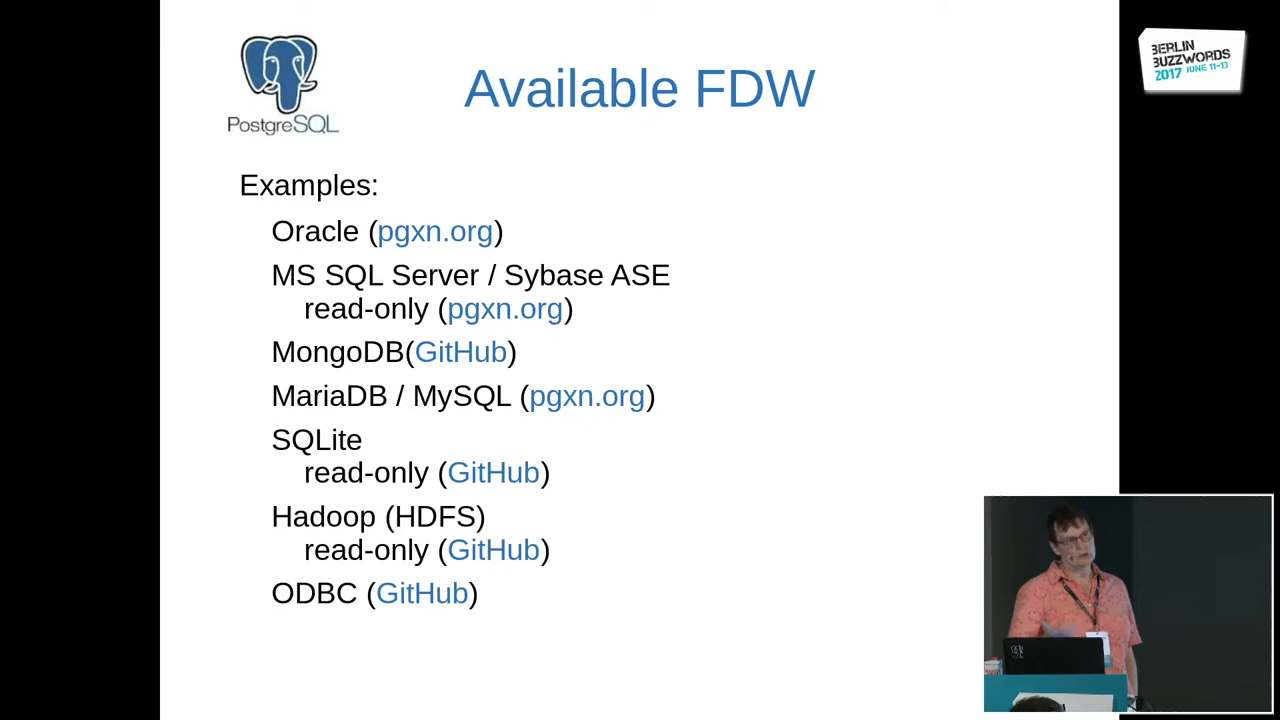 PostgreSQL
Available FDW
BERLIN
BUZZWORDS
2017 JUNE 11-13
Examples:
Oracle (pgxn.org)
MS SQL Server / Sybase ASE
read-only (pgxn.org)
MongoDB(GitHub)
MariaDB / MySQL (pgxn.org)
SQLite
read-only (GitHub)
Hadoop (HDFS)
read-only (GitHub)
ODBC (GitHub)